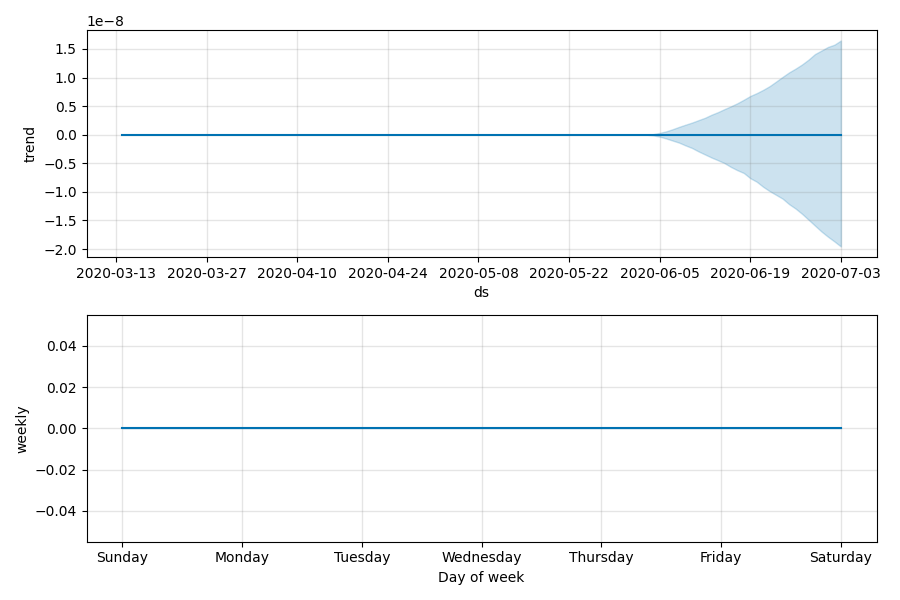 1e−8
1.5
1.0
0.5
0.0
−0.5
−1.0
−1.5
−2.0
trend
2020-03-13 2020-03-27 2020-04-10 2020-04-24 2020-05-08 2020-05-22 2020-06-05 2020-06-19 2020-07-03
ds
0.04
0.02
0.00
−0.02
−0.04
weekly
Sunday Monday Tuesday Wednesday Thursday Friday Saturday
Day of week